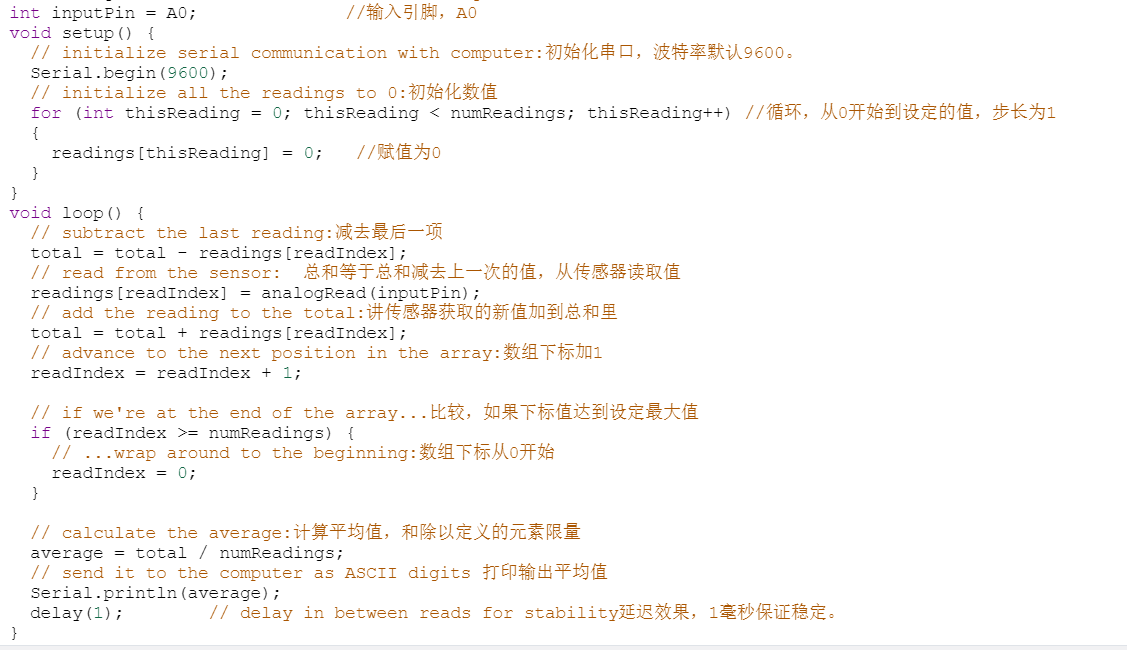 int inputPin = A0;              //输入引脚，A0
void setup() {
  // initialize serial communication with computer:初始化串口，波特率默认9600。
  Serial.begin(9600);
  // initialize all the readings to 0:初始化数值
  for (int thisReading = 0; thisReading < numReadings; thisReading++) //循环，从0开始到设定的值，步长为1
  {
    readings[thisReading] = 0;   //赋值为0
  }
}
void loop() {
  // subtract the last reading:减去最后一项
  total = total - readings[readIndex];
  // read from the sensor:  总和等于总和减去上一次的值，从传感器读取值
  readings[readIndex] = analogRead(inputPin);
  // add the reading to the total:讲传感器获取的新值加到总和里
  total = total + readings[readIndex];
  // advance to the next position in the array:数组下标加1
  readIndex = readIndex + 1;

  // if we're at the end of the array...比较，如果下标值达到设定最大值
  if (readIndex >= numReadings) {
    // ...wrap around to the beginning:数组下标从0开始
    readIndex = 0;
  }

  // calculate the average:计算平均值，和除以定义的元素限量
  average = total / numReadings;
  // send it to the computer as ASCII digits 打印输出平均值
  Serial.println(average);
  delay(1);        // delay in between reads for stability延迟效果，1毫秒保证稳定。
}